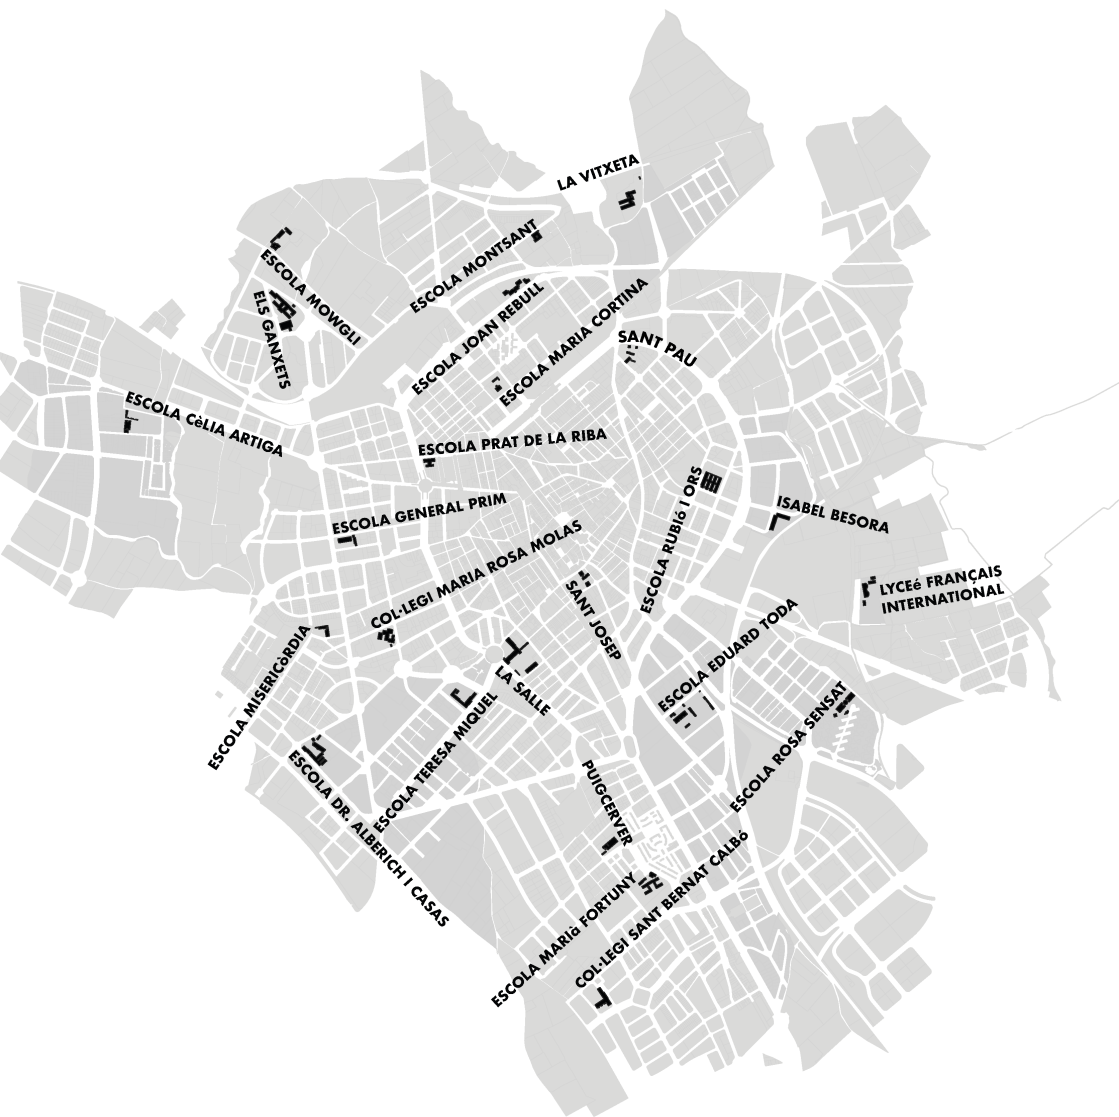 LA VITXETA
ESCOLA MONTSANT
ESCOLA MOWGLI
ELS GANXETS
ESCOLA JOAN REBULL
ESCOLA MARIA CORTINA
SANT PAU
ESCOLA CèLIA ARTIGA
ESCOLA PRAT DE LA RIBA
ESCOLA GENERAL PRIM
ESCOLA RUBIó I ORS
ISABEL BESORA
COL·LEGI MARIA ROSA MOLAS
SANT JOSEP
LYCEé FRANÇAIS
INTERNATIONAL
ESCOLA MISERICòRDIA
ESCOLA EDUARD TODA
LA SALLE
ESCOLA TERESA MIQUEL
ESCOLA ROSA SENSAT
ESCOLA DR. ALBERICH I CASAS
PUIGCERVER
ESCOLA MARIà FORTUNY
COL·LEGI SANT BERNAT CALBó